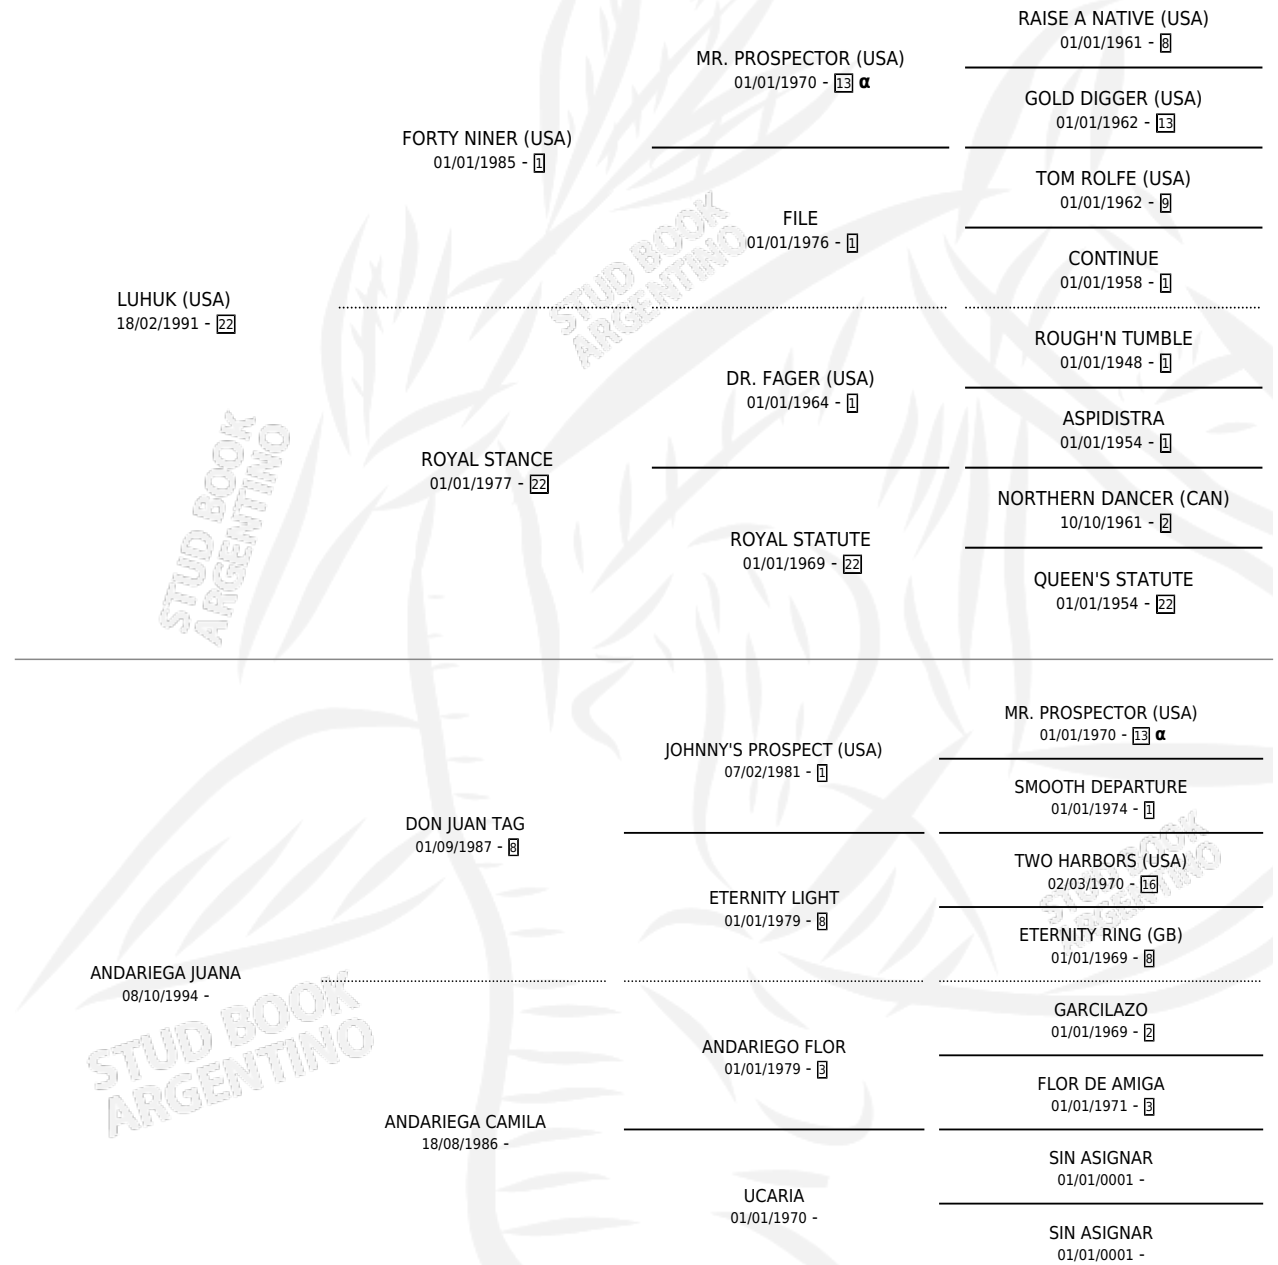 RAISE A NATIVE (USA)
01/01/1961 - 8
MR. PROSPECTOR (USA)
01/01/1970 - 13 α
GOLD DIGGER (USA)
01/01/1962 - 13
FORTY NINER (USA)
01/01/1985 - 1
TOM ROLFE (USA)
01/01/1962 - 9
FILE
01/01/1976 - 1
CONTINUE
01/01/1958 - 1
LUHUK (USA)
18/02/1991 - 22
ROUGH'N TUMBLE
01/01/1948 - 1
DR. FAGER (USA)
01/01/1964 - 1
ASPIDISTRA
01/01/1954 - 1
ROYAL STANCE
01/01/1977 - 22
NORTHERN DANCER (CAN)
10/10/1961 - 2
ROYAL STATUTE
01/01/1969 - 22
QUEEN'S STATUTE
01/01/1954 - 22
MR. PROSPECTOR (USA)
01/01/1970 - 13 α
JOHNNY'S PROSPECT (USA)
07/02/1981 - 1
SMOOTH DEPARTURE
01/01/1974 - 1
DON JUAN TAG
01/09/1987 - 8
TWO HARBORS (USA)
02/03/1970 - 16
ETERNITY LIGHT
01/01/1979 - 8
ETERNITY RING (GB)
01/01/1969 - 8
ANDARIEGA JUANA
08/10/1994 -
GARCILAZO
01/01/1969 - 2
ANDARIEGO FLOR
01/01/1979 - 3
FLOR DE AMIGA
01/01/1971 - 3
ANDARIEGA CAMILA
18/08/1986 -
SIN ASIGNAR
01/01/0001 -
UCARIA
01/01/1970 -
SIN ASIGNAR
01/01/0001 -
STUD BOOK
ARGENTINO
STUD BOOK
ARGENTINO
STUD BOOK
ARGENTINO
STUD BOOK
ARGENTINO